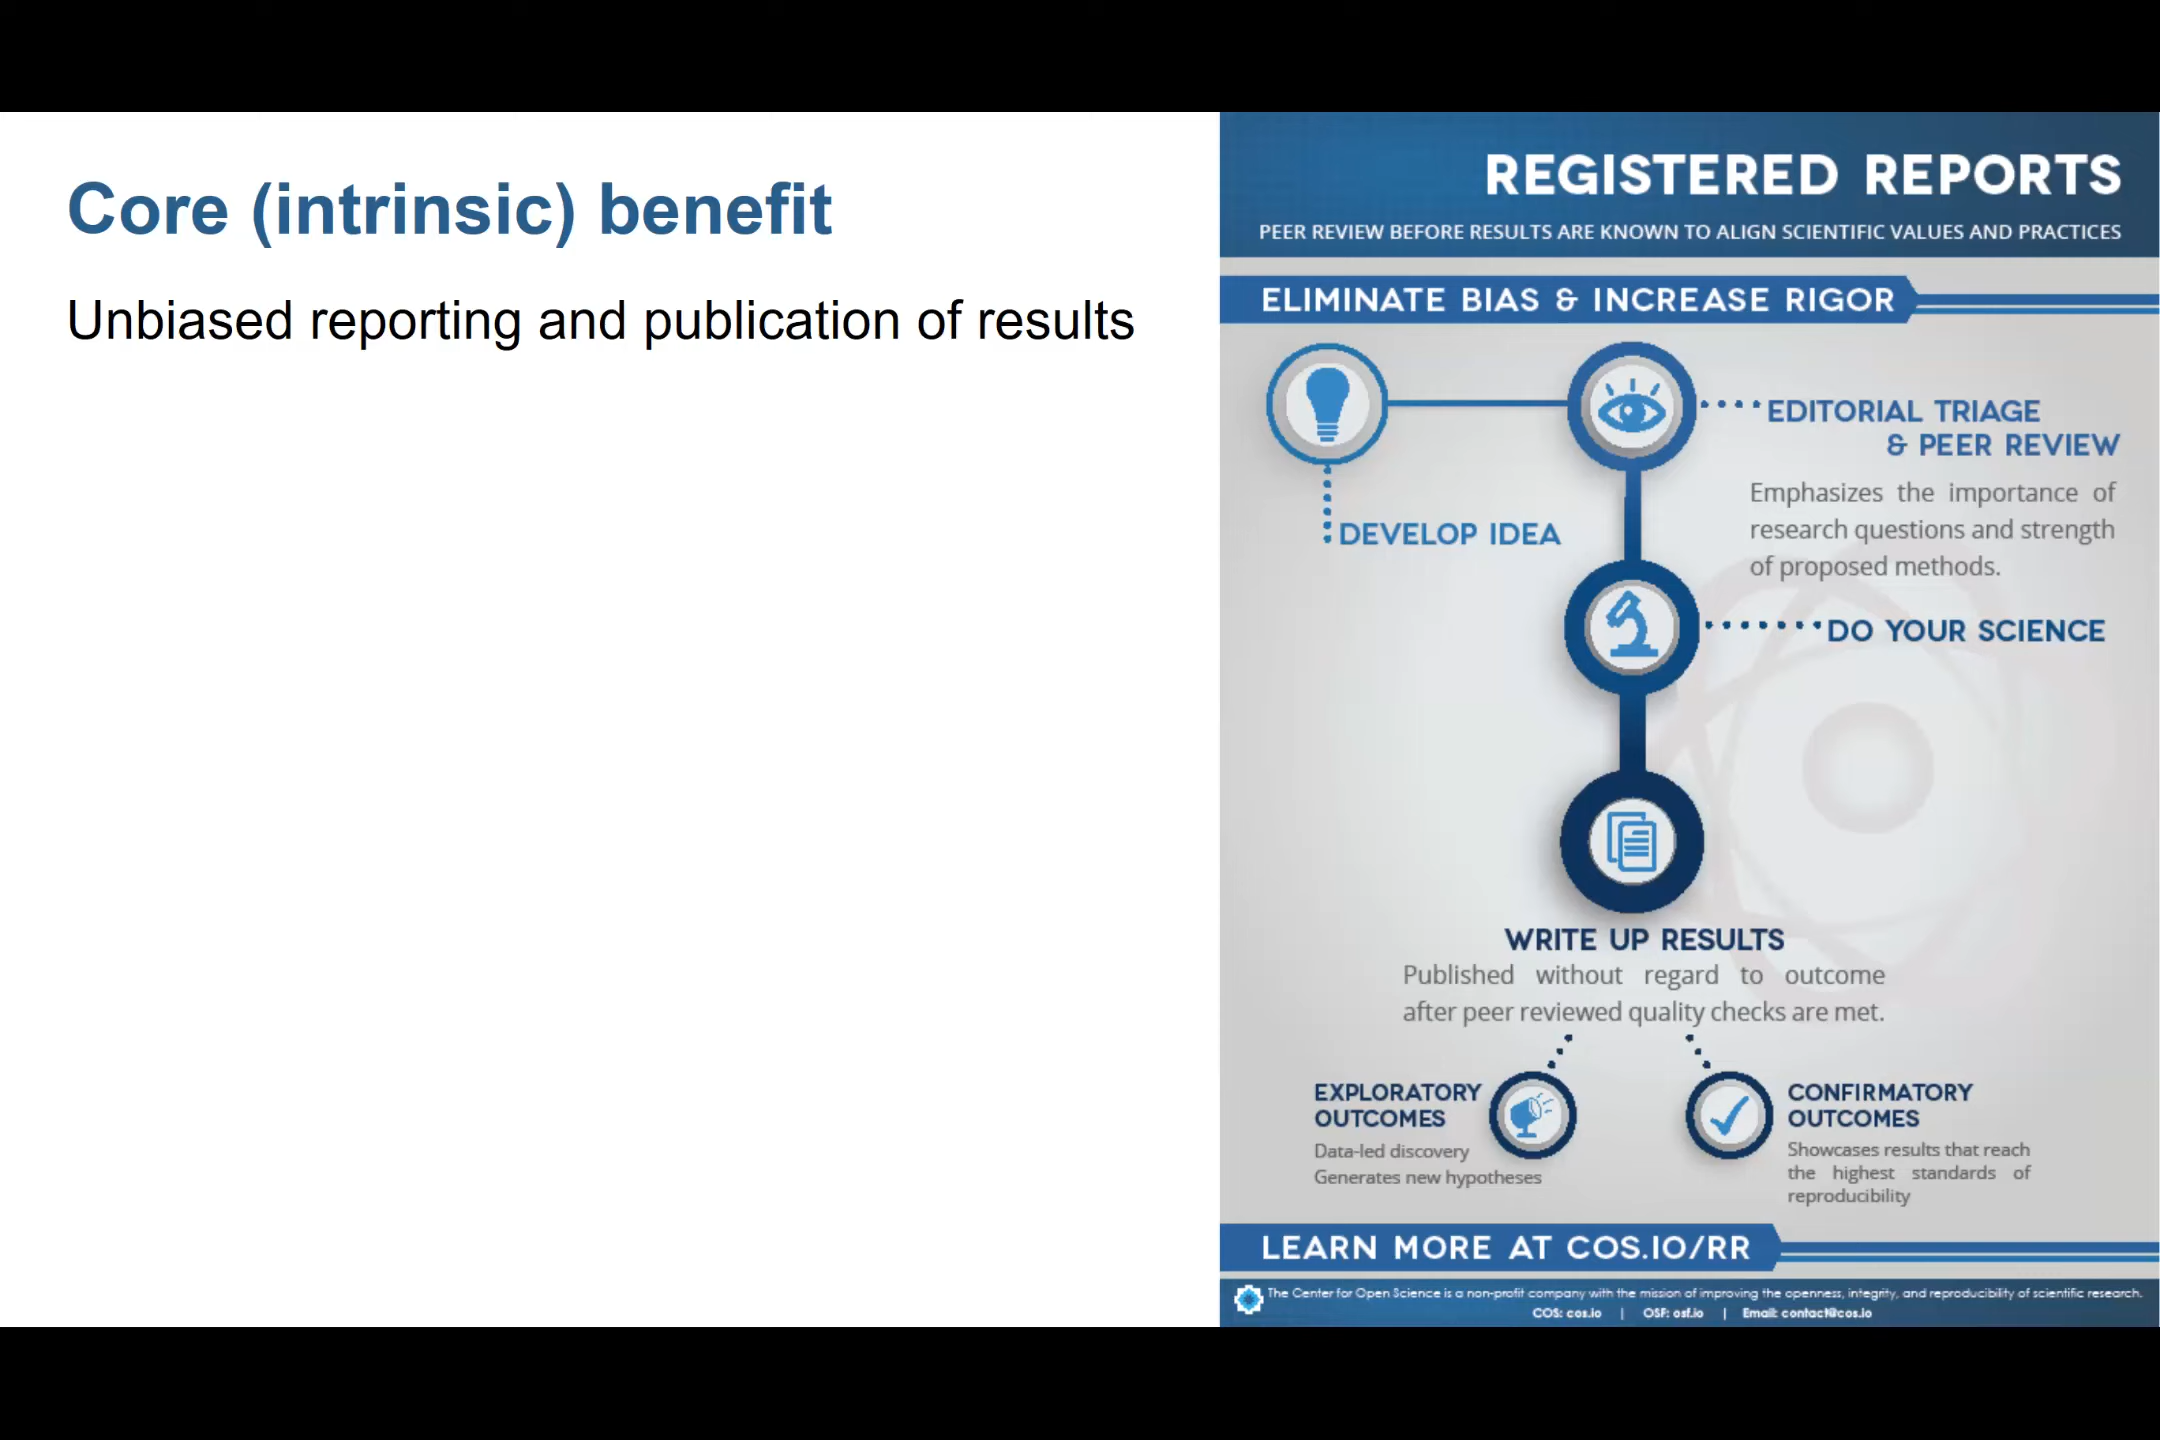 Core (intrinsic) benefit
Unbiased reporting and publication of results
REGISTERED REPORTS
PEER REVIEW BEFORE RESULTS ARE KNOWN TO ALIGN SCIENTIFIC VALUES AND PRACTICES
ELIMINATE BIAS & INCREASE RIGOR
DEVELOP IDEA
EDITORIAL TRIAGE
& PEER REVIEW
Emphasizes the importance of
research questions and strength
of proposed methods.
DO YOUR SCIENCE
WRITE UP RESULTS
Published without regard to outcome
after peer reviewed quality checks are met.
EXPLORATORY
OUTCOMES
Data-led discovery
Generates new hypotheses
CONFIRMATORY
OUTCOMES
Showcases results that reach
the highest standards of
reproducibility
LEARN MORE AT COS.IO/RR
The Center for Open Science is a non-profit company with the mission of improving the openness, integrity, and reproducibility of scientific research.
COS: cos.io | OSF: osf.io | Email: contact@cos.io